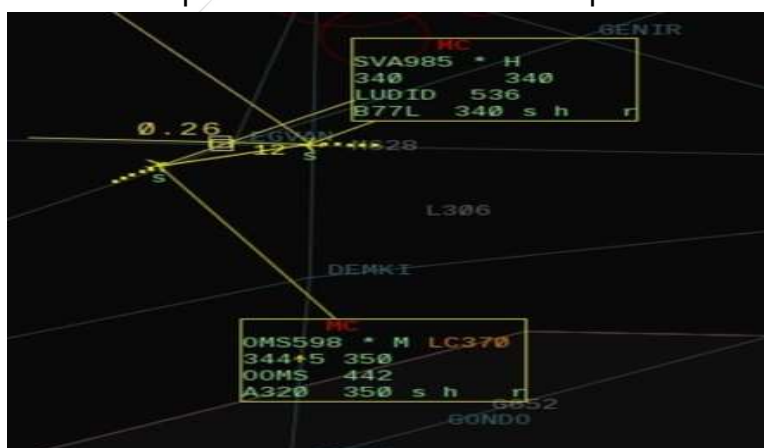 GENIR
MC
SVA985 * H
340 340
LUDID 536
B77L 340 s h r
0.26
EGVAN
12
s
s
L306
DEMKI
MC
OMS598 * M LC370
344↑5 350
OOMS 442
A320 350 s h r
G652
GONDO